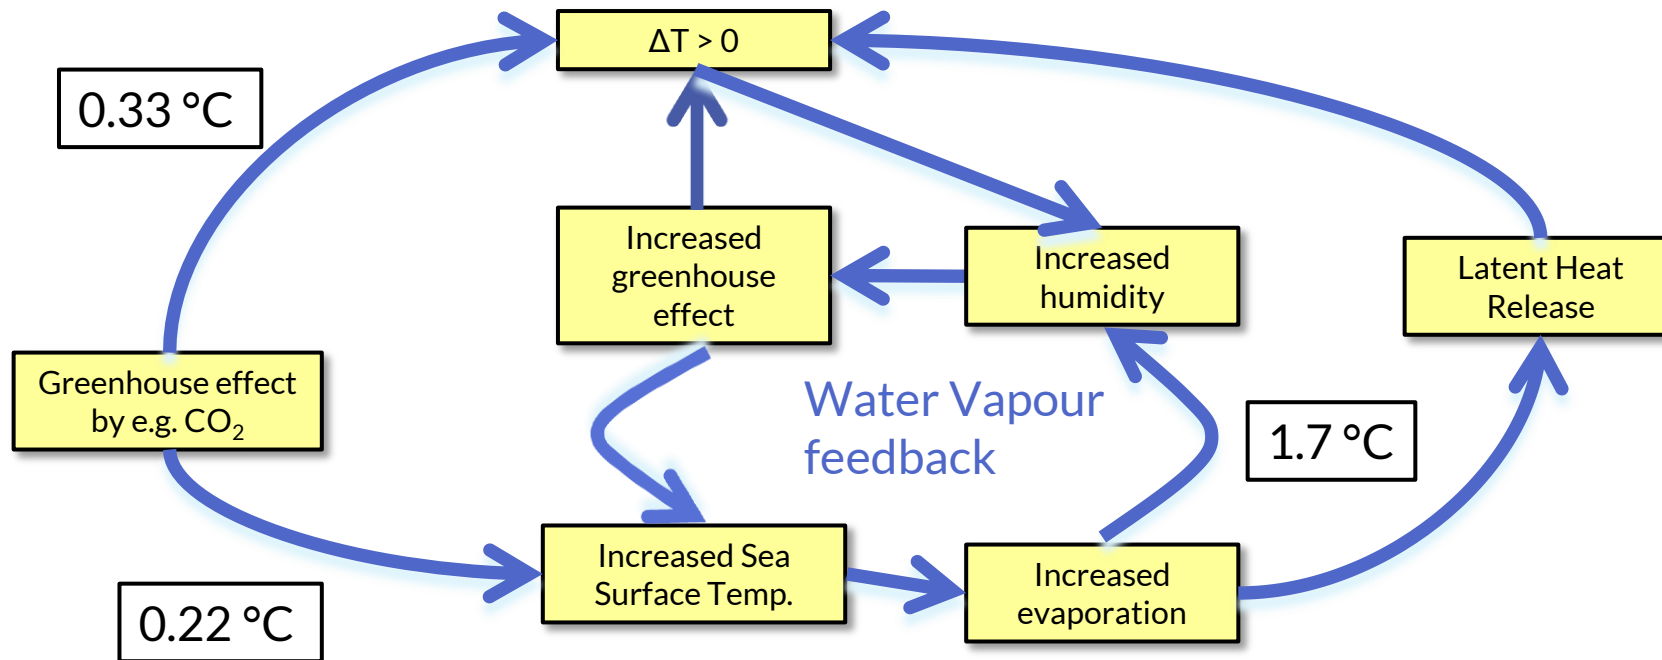 ΔT > 0
0.33 °C
Increased
greenhouse
effect
Increased
humidity
Latent Heat
Release
Greenhouse effect
by e.g. CO₂
Water Vapour
feedback
1.7 °C
Increased Sea
Surface Temp.
Increased
evaporation
0.22 °C